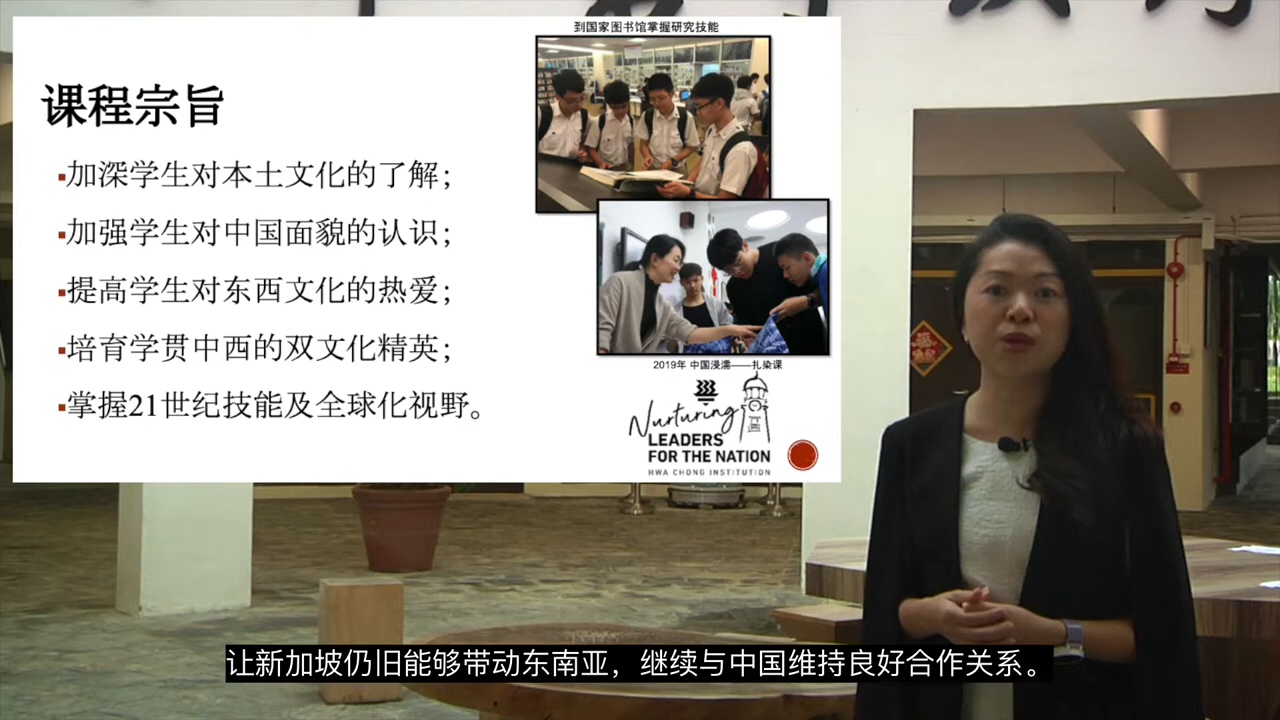 到国家图书馆掌握研究技能
课程宗旨
▪加深学生对本土文化的了解；
▪加强学生对中国面貌的认识；
▪提高学生对东西文化的热爱；
▪培育学贯中西的双文化精英；
▪掌握21世纪技能及全球化视野。
2019年 中国浸濡——扎染课
Nurturing
LEADERS
FOR THE NATION
HWA CHONG INSTITUTION
让新加坡仍旧能够带动东南亚，继续与中国维持良好合作关系。